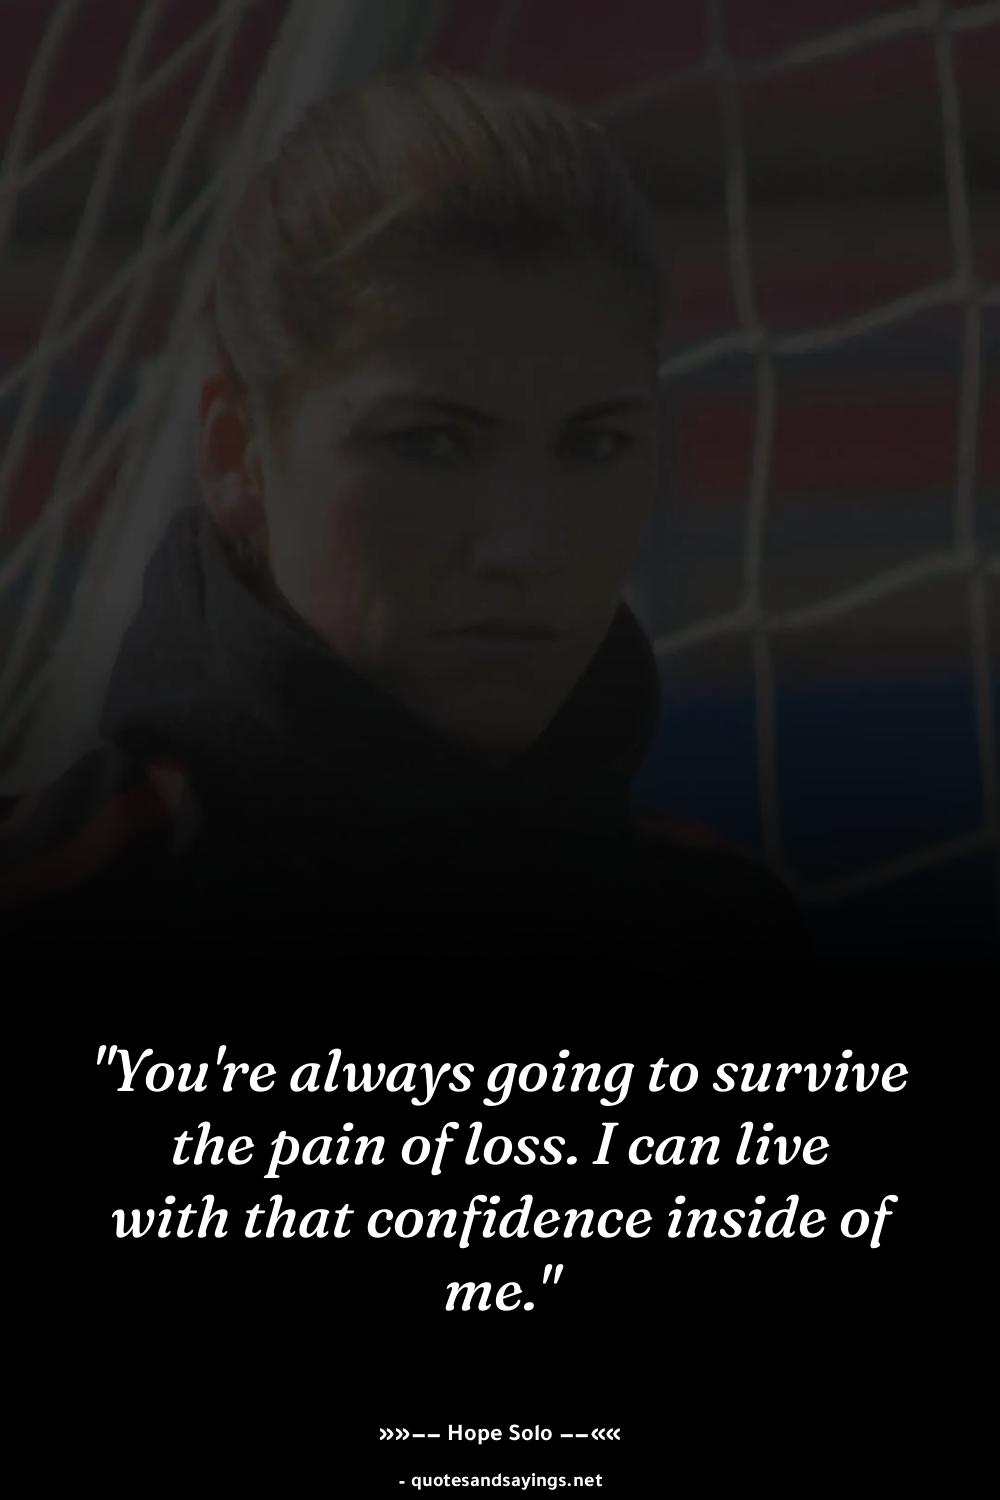 "You're always going to survive
the pain of loss. I can live
with that confidence inside of
me."
»»–– Hope Solo ––««
- quotesandsayings.net